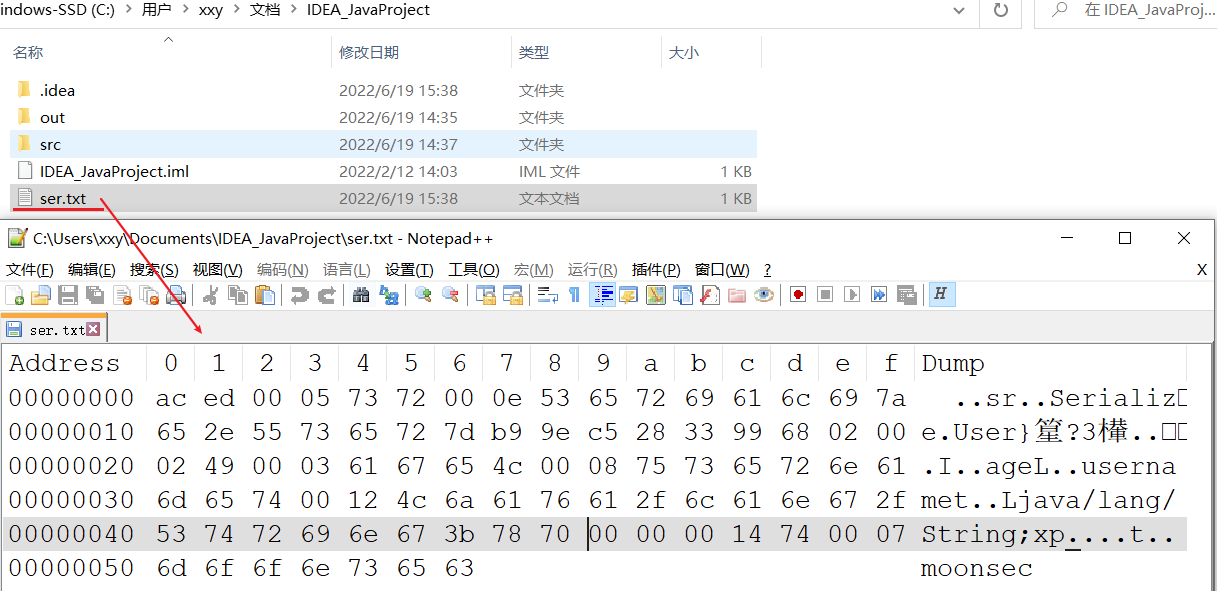 indows-SSD (C:) › 用户 › xxy › 文档 › IDEA_JavaProject 在 IDEA_JavaProj...
名称 修改日期 类型 大小
.idea 2022/6/19 15:38 文件夹
out 2022/6/19 14:35 文件夹
src 2022/6/19 14:37 文件夹
IDEA_JavaProject.iml 2022/2/12 14:03 IML 文件 1 KB
ser.txt 2022/6/19 15:38 文本文档 1 KB
C:\Users\xxy\Documents\IDEA_JavaProject\ser.txt - Notepad++
文件(F) 编辑(E) 搜索(S) 视图(V) 编码(N) 语言(L) 设置(T) 工具(O) 宏(M) 运行(R) 插件(P) 窗口(W) ? X
H
ser.txt
Address 0 1 2 3 4 5 6 7 8 9 a b c d e f Dump
00000000 ac ed 00 05 73 72 00 0e 53 65 72 69 61 6c 69 7a ..sr..Serializ
00000010 65 2e 55 73 65 72 7d b9 9e c5 28 33 99 68 02 00 e.User}篂?3檋..
00000020 02 49 00 03 61 67 65 4c 00 08 75 73 65 72 6e 61 .I..ageL..userna
00000030 6d 65 74 00 12 4c 6a 61 76 61 2f 6c 61 6e 67 2f met..Ljava/lang/
00000040 53 74 72 69 6e 67 3b 78 70 00 00 00 14 74 00 07 String;xp....t..
00000050 6d 6f 6f 6e 73 65 63 moonsec